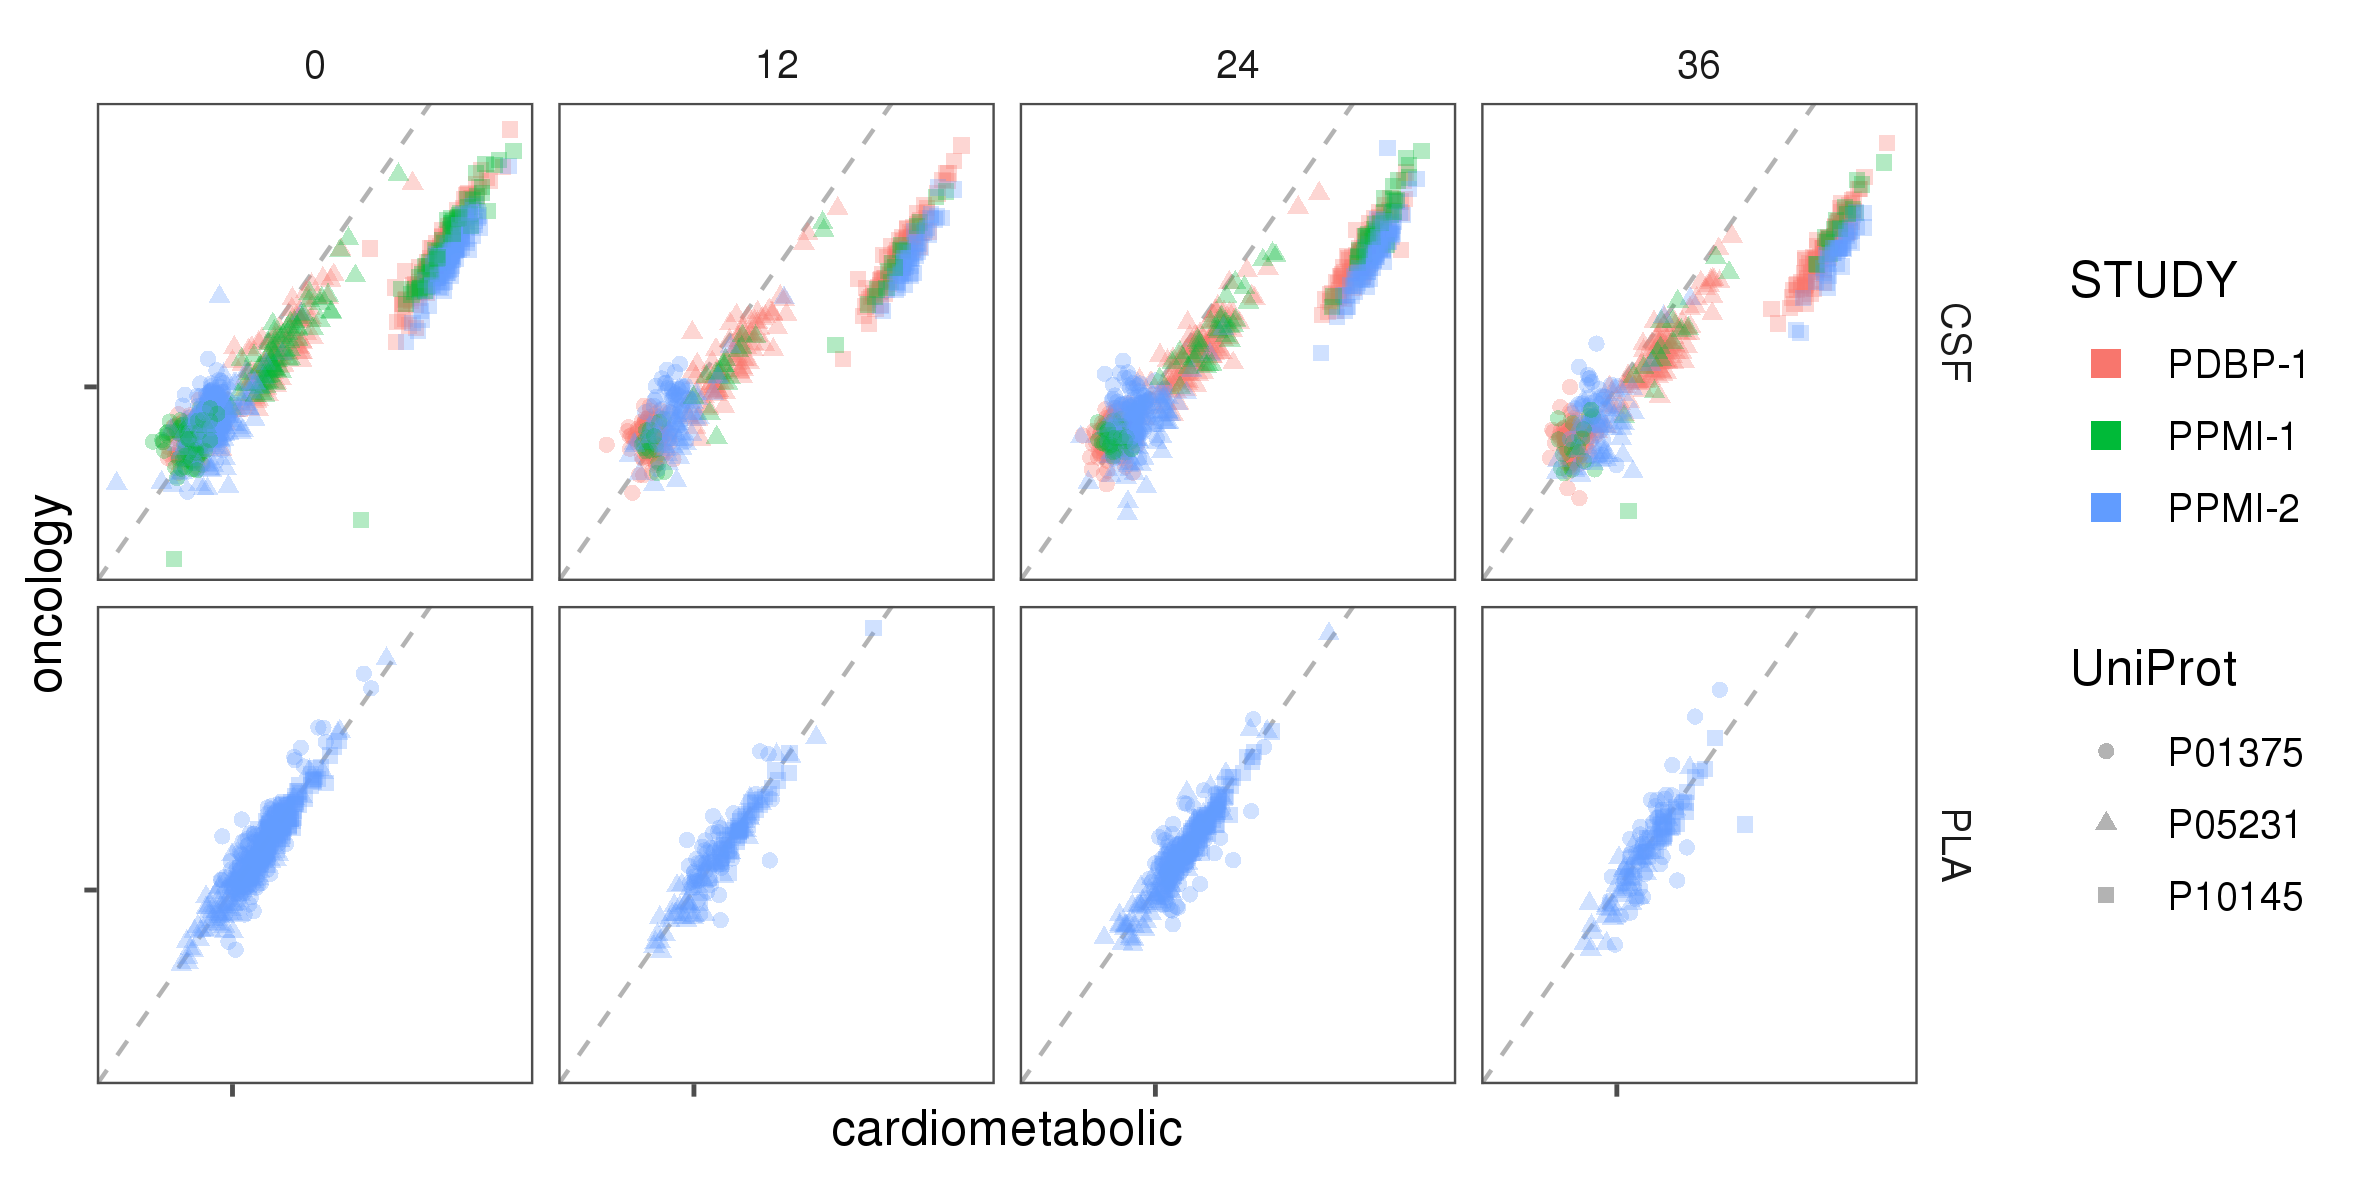 0
12
24
36
CSF
PLA
oncology
cardiometabolic
STUDY
PDBP-1
PPMI-1
PPMI-2
UniProt
P01375
P05231
P10145